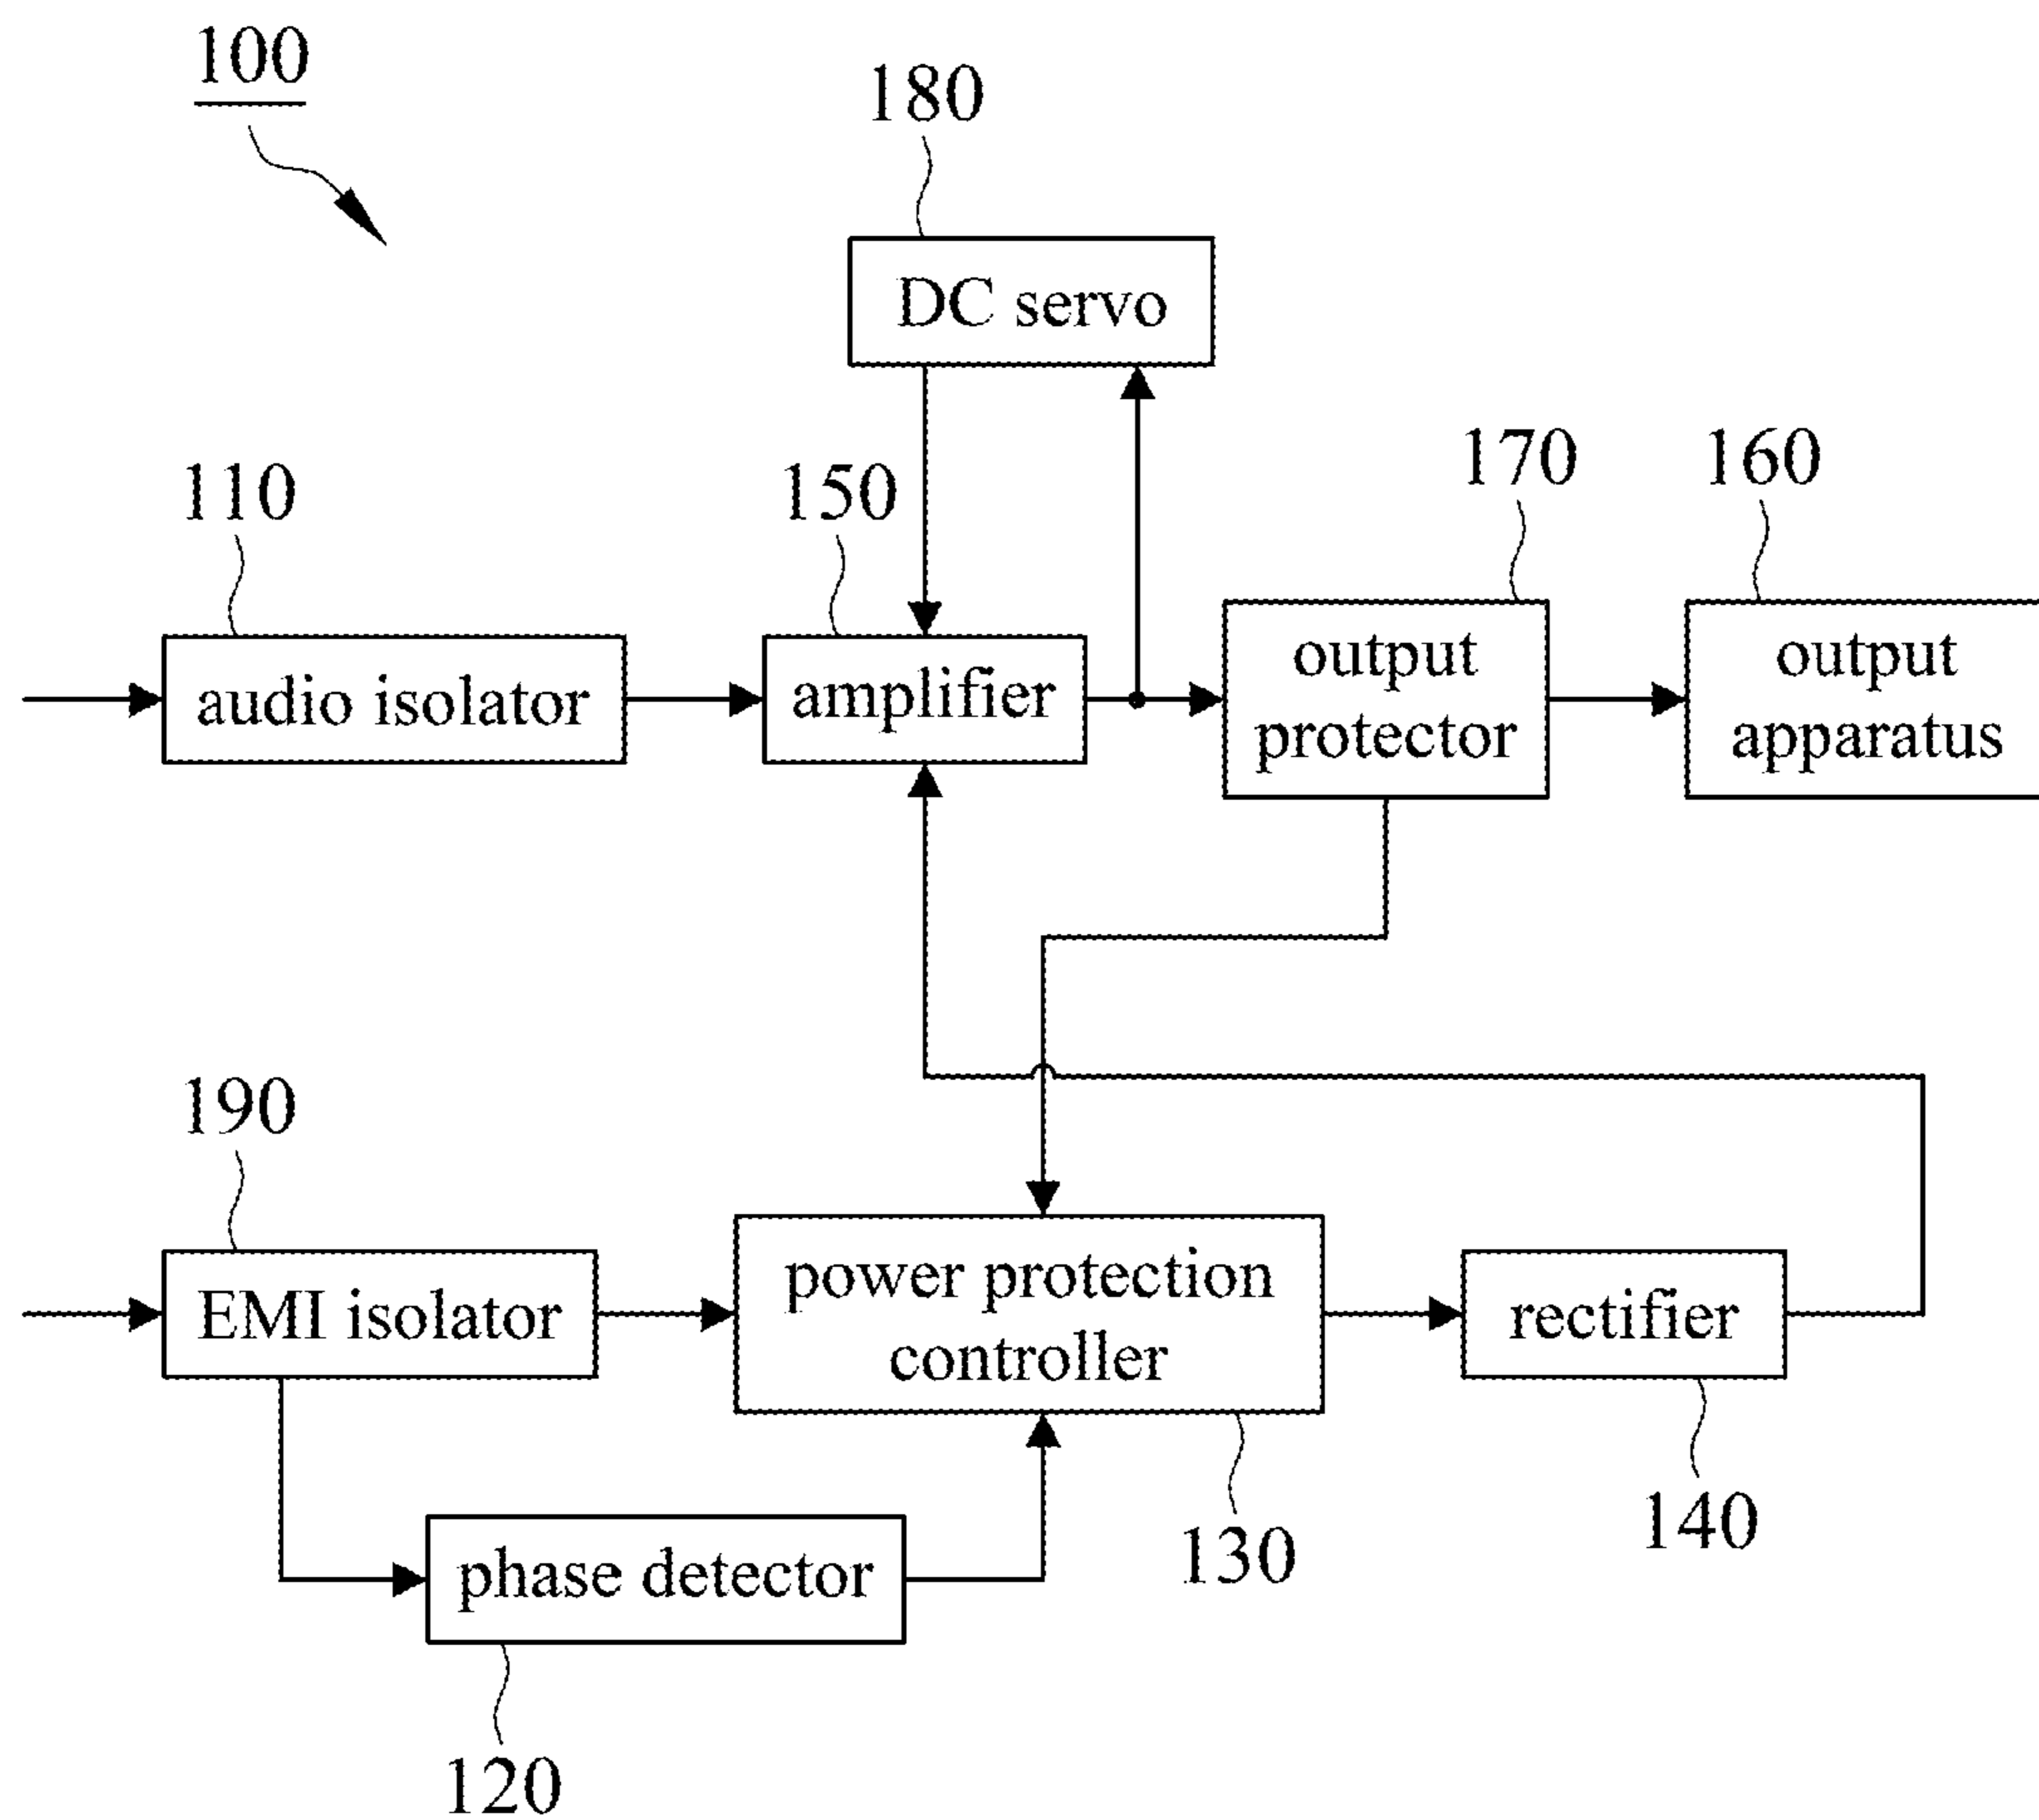 100
180
DC servo
110
150
170
160
audio isolator
amplifier
output
protector
output
apparatus
190
EMI isolator
power protection
controller
rectifier
phase detector
130
140
120